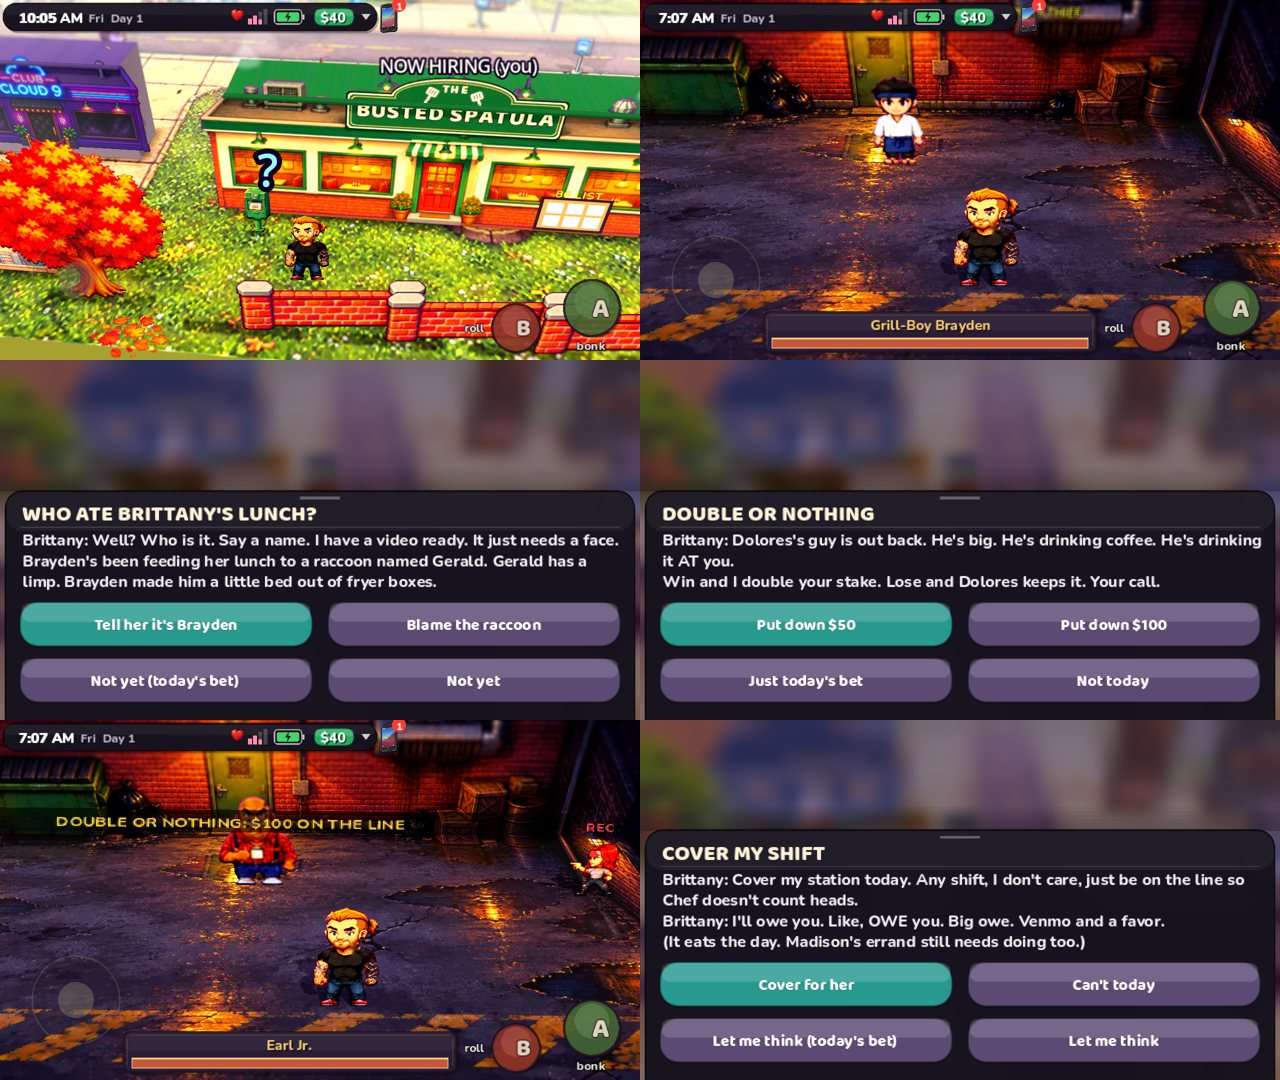 10:05 AM Fri Day 1
$40
1
NOW HIRING (you)
CLUB
CLOUD 9
THE
BUSTED SPATULA
?
A
roll
B
bonk
7:07 AM Fri Day 1
$40
1
Grill-Boy Brayden
roll
B
A
bonk
WHO ATE BRITTANY'S LUNCH?
Brittany: Well? Who is it. Say a name. I have a video ready. It just needs a face.
Brayden's been feeding her lunch to a raccoon named Gerald. Gerald has a
limp. Brayden made him a little bed out of fryer boxes.
Tell her it's Brayden
Blame the raccoon
Not yet (today's bet)
Not yet
DOUBLE OR NOTHING
Brittany: Dolores's guy is out back. He's big. He's drinking coffee. He's drinking
it AT you.
Win and I double your stake. Lose and Dolores keeps it. Your call.
Put down $50
Put down $100
Just today's bet
Not today
7:07 AM Fri Day 1
$40
1
DOUBLE OR NOTHING: $100 ON THE LINE
REC
Earl Jr.
roll
B
A
bonk
COVER MY SHIFT
Brittany: Cover my station today. Any shift, I don't care, just be on the line so
Chef doesn't count heads.
Brittany: I'll owe you. Like, OWE you. Big owe. Venmo and a favor.
(It eats the day. Madison's errand still needs doing too.)
Cover for her
Can't today
Let me think (today's bet)
Let me think